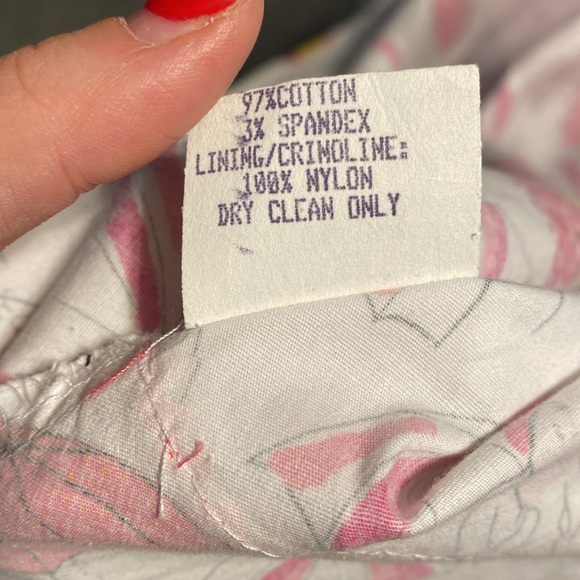 97%COTTON
3% SPANDEX
LINING/CRINOLINE:
100% NYLON
DRY CLEAN ONLY